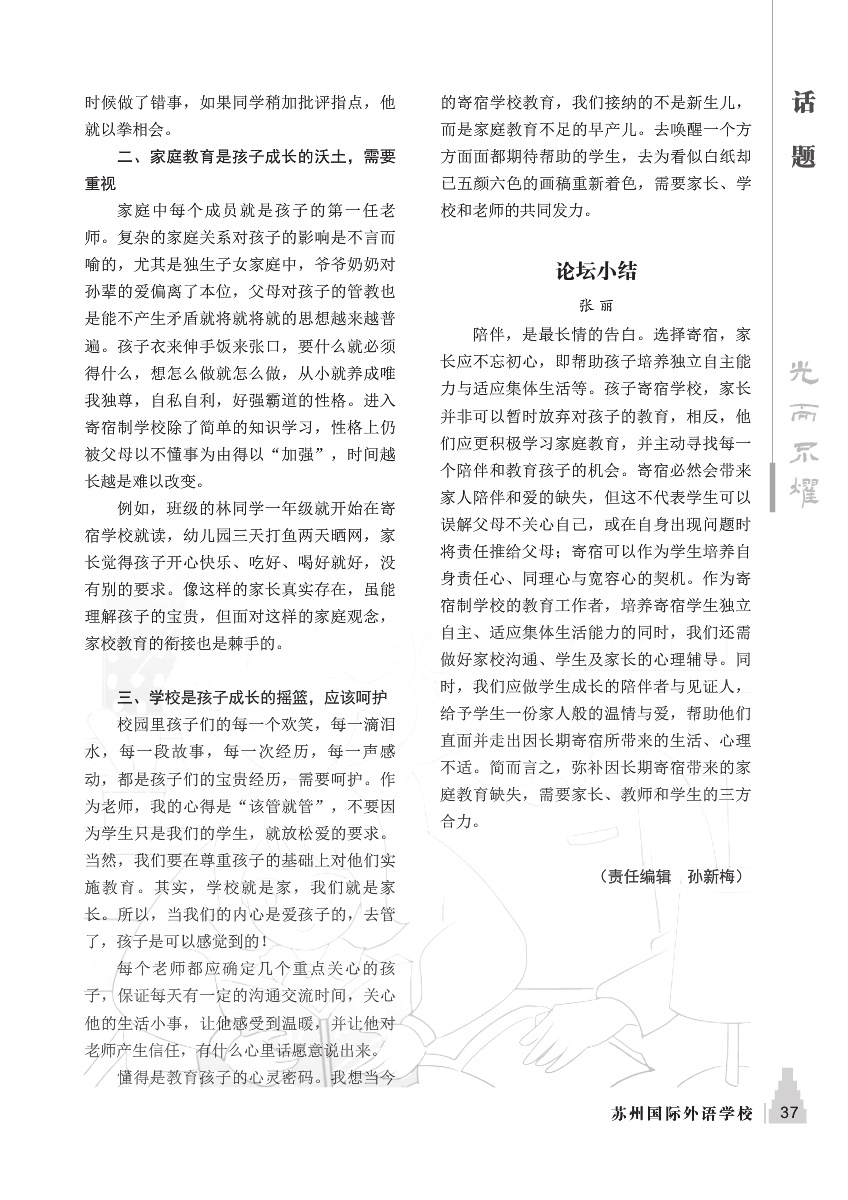 时候做了错事，如果同学稍加批评指点，他
就以拳相会。
二、家庭教育是孩子成长的沃土，需要
重视
家庭中每个成员就是孩子的第一任老
师。复杂的家庭关系对孩子的影响是不言而
喻的，尤其是独生子女家庭中，爷爷奶奶对
孙辈的爱偏离了本位，父母对孩子的管教也
是能不产生矛盾就将就将就的思想越来越普
遍。孩子衣来伸手饭来张口，要什么就必须
得什么，想怎么做就怎么做，从小就养成唯
我独尊，自私自利，好强霸道的性格。进入
寄宿制学校除了简单的知识学习，性格上仍
被父母以不懂事为由得以“加强”，时间越
长越是难以改变。
例如，班级的林同学一年级就开始在寄
宿学校就读，幼儿园三天打鱼两天晒网，家
长觉得孩子开心快乐、吃好、喝好就好，没
有别的要求。像这样的家长真实存在，虽能
理解孩子的宝贵，但面对这样的家庭观念，
家校教育的衔接也是棘手的。
三、学校是孩子成长的摇篮，应该呵护
校园里孩子们的每一个欢笑，每一滴泪
水，每一段故事，每一次经历，每一声感
动，都是孩子们的宝贵经历，需要呵护。作
为老师，我的心得是“该管就管”，不要因
为学生只是我们的学生，就放松爱的要求。
当然，我们要在尊重孩子的基础上对他们实
施教育。其实，学校就是家，我们就是家
长。所以，当我们的内心是爱孩子的，去管
了，孩子是可以感觉到的！
每个老师都应确定几个重点关心的孩
子，保证每天有一定的沟通交流时间，关心
他的生活小事，让他感受到温暖，并让他对
老师产生信任，有什么心里话愿意说出来。
懂得是教育孩子的心灵密码。我想当今
的寄宿学校教育，我们接纳的不是新生儿，
而是家庭教育不足的早产儿。去唤醒一个方
方面面都期待帮助的学生，去为看似白纸却
已五颜六色的画稿重新着色，需要家长、学
校和老师的共同发力。
论坛小结
张 丽
陪伴，是最长情的告白。选择寄宿，家
长应不忘初心，即帮助孩子培养独立自主能
力与适应集体生活等。孩子寄宿学校，家长
并非可以暂时放弃对孩子的教育，相反，他
们应更积极学习家庭教育，并主动寻找每一
个陪伴和教育孩子的机会。寄宿必然会带来
家人陪伴和爱的缺失，但这不代表学生可以
误解父母不关心自己，或在自身出现问题时
将责任推给父母；寄宿可以作为学生培养自
身责任心、同理心与宽容心的契机。作为寄
宿制学校的教育工作者，培养寄宿学生独立
自主、适应集体生活能力的同时，我们还需
做好家校沟通、学生及家长的心理辅导。同
时，我们应做学生成长的陪伴者与见证人，
给予学生一份家人般的温情与爱，帮助他们
直面并走出因长期寄宿所带来的生活、心理
不适。简而言之，弥补因长期寄宿带来的家
庭教育缺失，需要家长、教师和学生的三方
合力。
（责任编辑　孙新梅）
话
题
光
而
不
耀
苏州国际外语学校 37